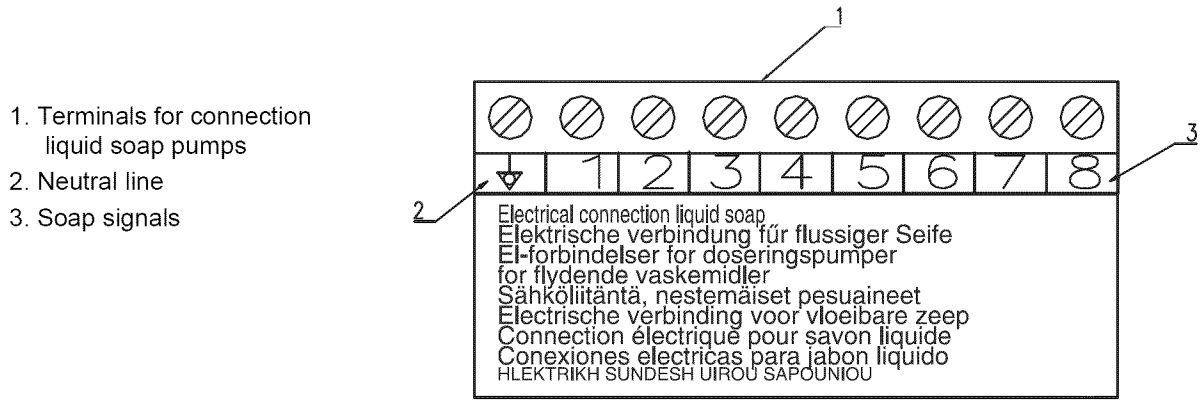 1
1. Terminals for connection
liquid soap pumps
2. Neutral line
3. Soap signals
3
1 2 3 4 5 6 7 8
2
Electrical connection liquid soap
Elektrische verbindung fűr flussiger Seife
El-forbindelser for doseringspumper
for flydende vaskemidler
Sähköliitäntä, nestemäiset pesuaineet
Electrische verbinding voor vloeibare zeep
Connection électrique pour savon liquide
Conexiones electricas para jabon liquido
HLEKTRIKH SUNDESH UIROU SAPOUNIOU